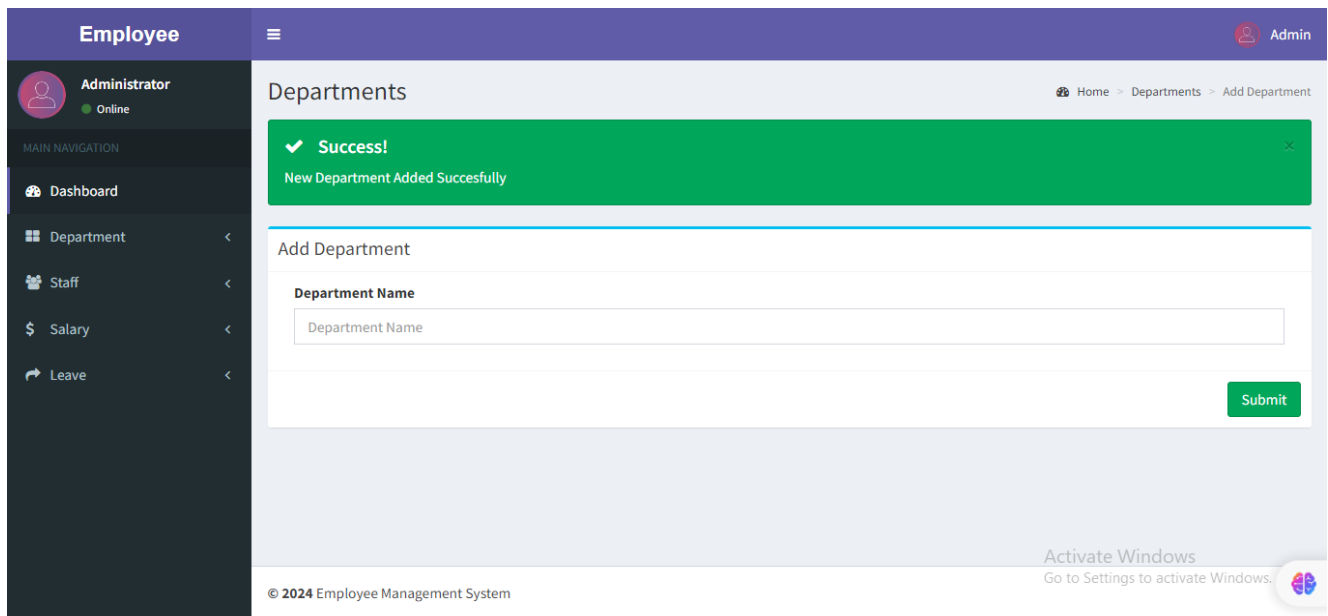 Employee
Admin
Administrator
Online
MAIN NAVIGATION
Dashboard
Department
Staff
$ Salary
Leave
Departments
Home > Departments > Add Department
Success!
×
New Department Added Succesfully
Add Department
Department Name
Department Name
Submit
Activate Windows
Go to Settings to activate Windows.
© 2024 Employee Management System